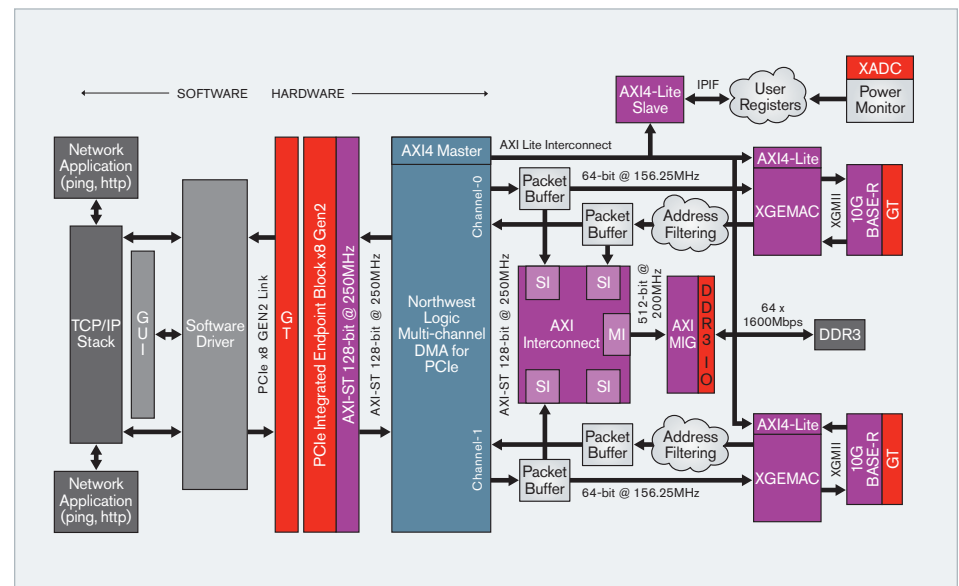 SOFTWARE
HARDWARE
Network
Application
(ping, http)
TCP/IP
Stack
GUI
Software
Driver
Network
Application
(ping, http)
PCIe x8 GEN2 Link
GT
PCIe Integrated Endpoint Block x8 Gen2
AXI-ST 128-bit @ 250MHz
AXI-ST 128-bit @ 250MHz
AXI4 Master
Channel-0
Northwest
Logic
Multi-channel
DMA for
PCIe
Channel-1
AXI-ST 128-bit @ 250MHz
AXI Lite Interconnect
AXI4-Lite
Slave
IPIF
User
Registers
XADC
Power
Monitor
Packet
Buffer
64-bit @ 156.25MHz
Packet
Buffer
Address
Filtering
AXI4-Lite
XGEMAC
XGMII
10G
BASE-R
GT
SI
SI
AXI
Interconnect
MI
SI
SI
512-bit @
200MHz
AXI
MIG
DDR3 IO
64 x
1600Mbps
DDR3
Packet
Buffer
Address
Filtering
Packet
Buffer
64-bit @ 156.25MHz
AXI4-Lite
XGEMAC
XGMII
10G
BASE-R
GT